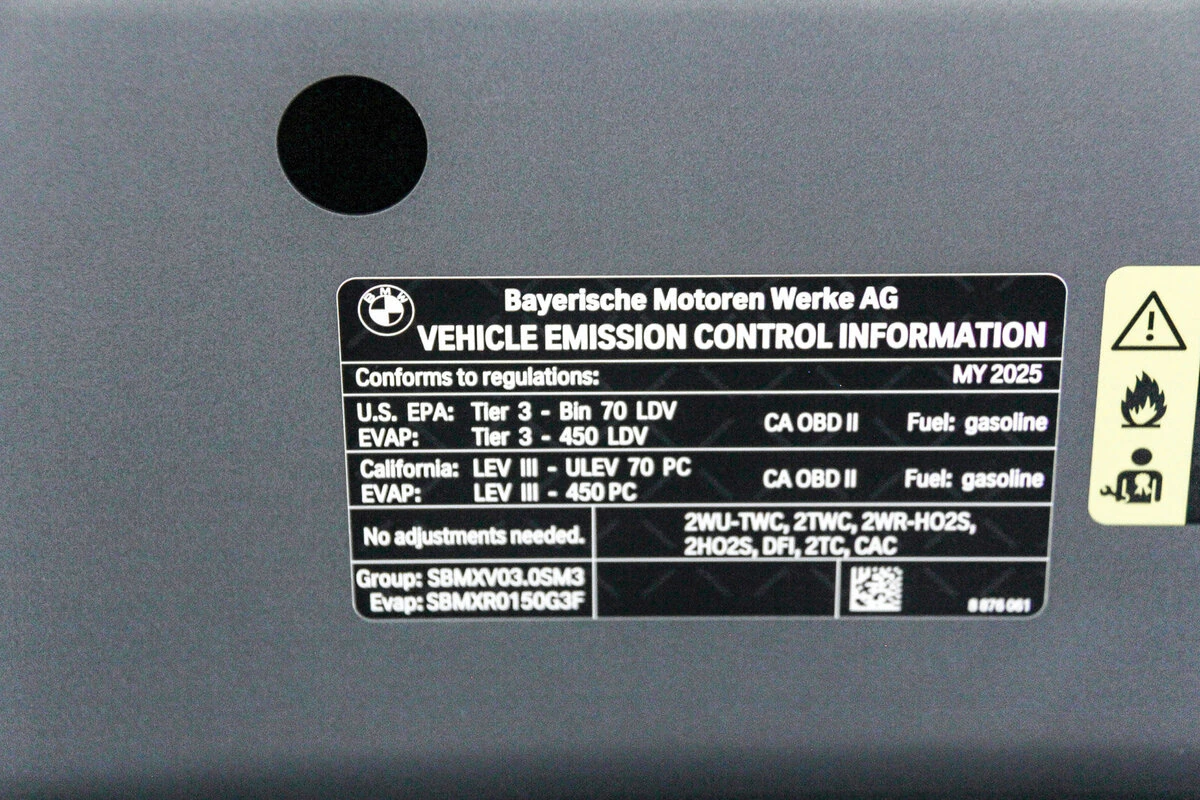 BMW
Bayerische Motoren Werke AG
VEHICLE EMISSION CONTROL INFORMATION
Conforms to regulations: MY 2025
U.S. EPA: Tier 3 - Bin 70 LDV CA OBD II Fuel: gasoline
EVAP: Tier 3 - 450 LDV
California: LEV III - ULEV 70 PC CA OBD II Fuel: gasoline
EVAP: LEV III - 450 PC
No adjustments needed. 2WU-TWC, 2TWC, 2WR-HO2S,
2HO2S, DFI, 2TC, CAC
Group: SBMXV03.0SM3
Evap: SBMXR0150G3F
8 876 061